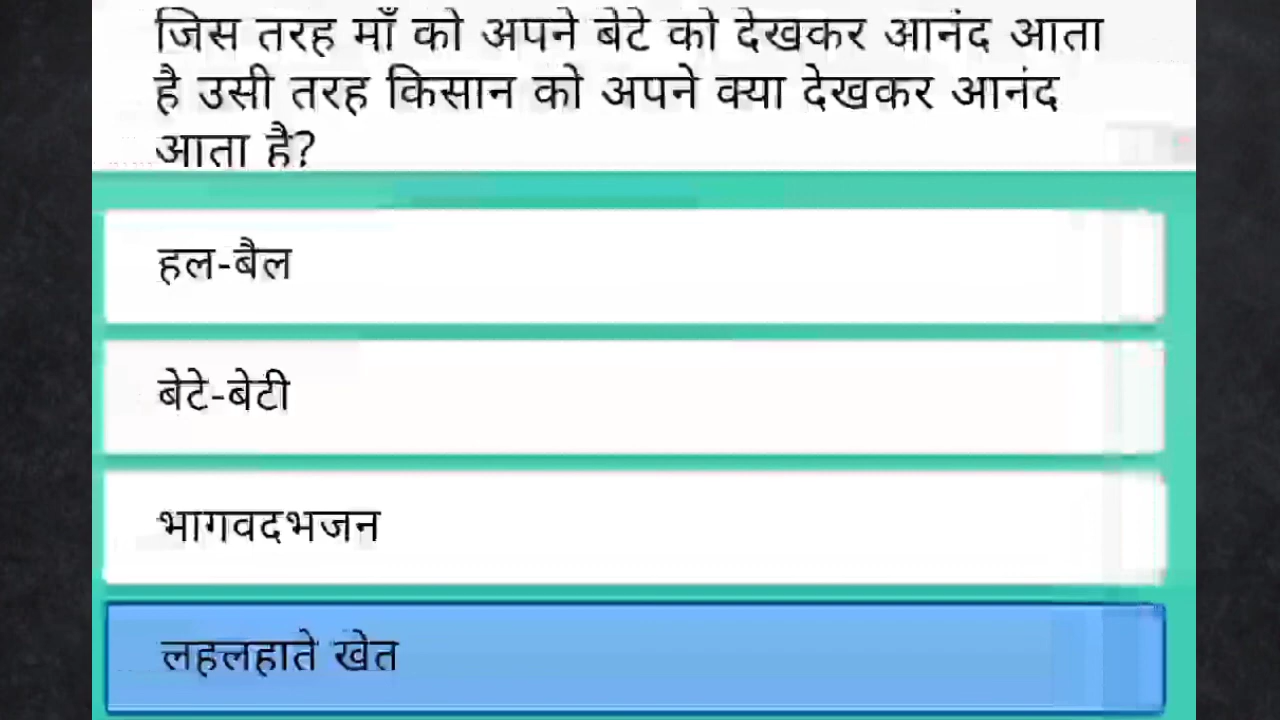 जिस तरह माँ को अपने बेटे को देखकर आनंद आता
है उसी तरह किसान को अपने क्या देखकर आनंद
आता है?
हल-बैल
बेटे-बेटी
भागवदभजन
लहलहाते खेत